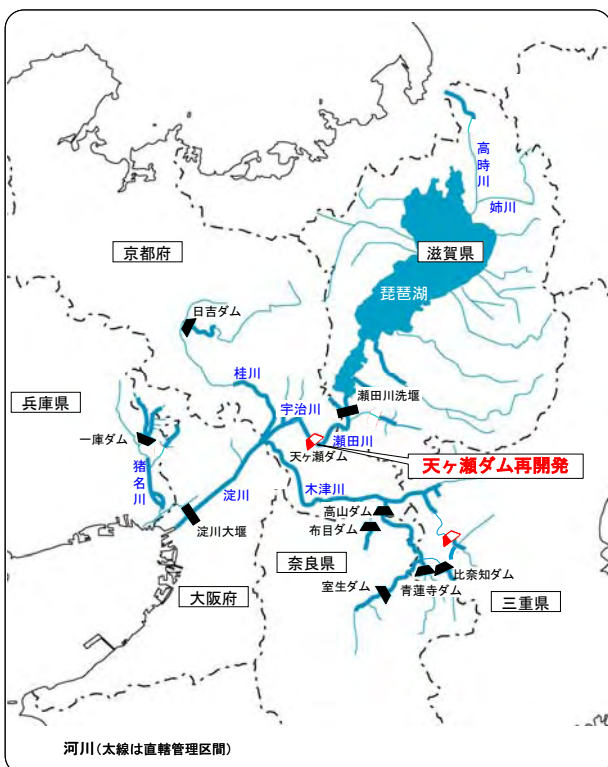 高時川
姉川
京都府
滋賀県
琵琶湖
日吉ダム
桂川
瀬田川洗堰
兵庫県
宇治川
一庫ダム
瀬田川
天ヶ瀬ダム
天ヶ瀬ダム再開発
猪名川
淀川
木津川
高山ダム
淀川大堰
布目ダム
奈良県
比奈知ダム
室生ダム
青蓮寺ダム
大阪府
三重県
河川(太線は直轄管理区間)